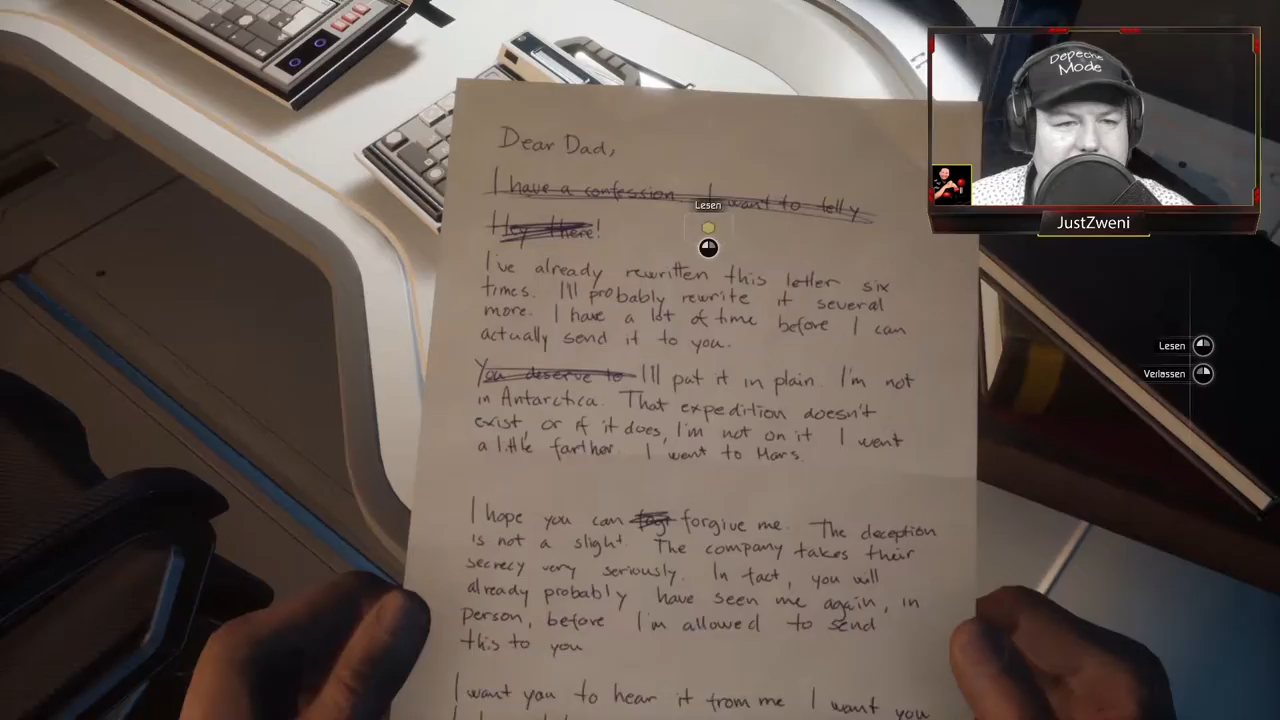 Depeche
Mode
JustZweni
Dear Dad,
I have a confession I want to tell y
Lesen
Hey there!
I've already rewritten this letter six
times. I'll probably rewrite it several
more. I have a lot of time before I can
actually send it to you.
You deserve to I'll put it in plain. I'm not
in Antarctica. That expedition doesn't
exist, or if it does, I'm not on it. I went
a little farther. I went to Mars.
I hope you can forgive me. The deception
is not a slight. The company takes their
secrecy very seriously. In fact, you will
already probably have seen me again, in
person, before I'm allowed to send
this to you
I want you to hear it from me I want you
Lesen
Verlassen